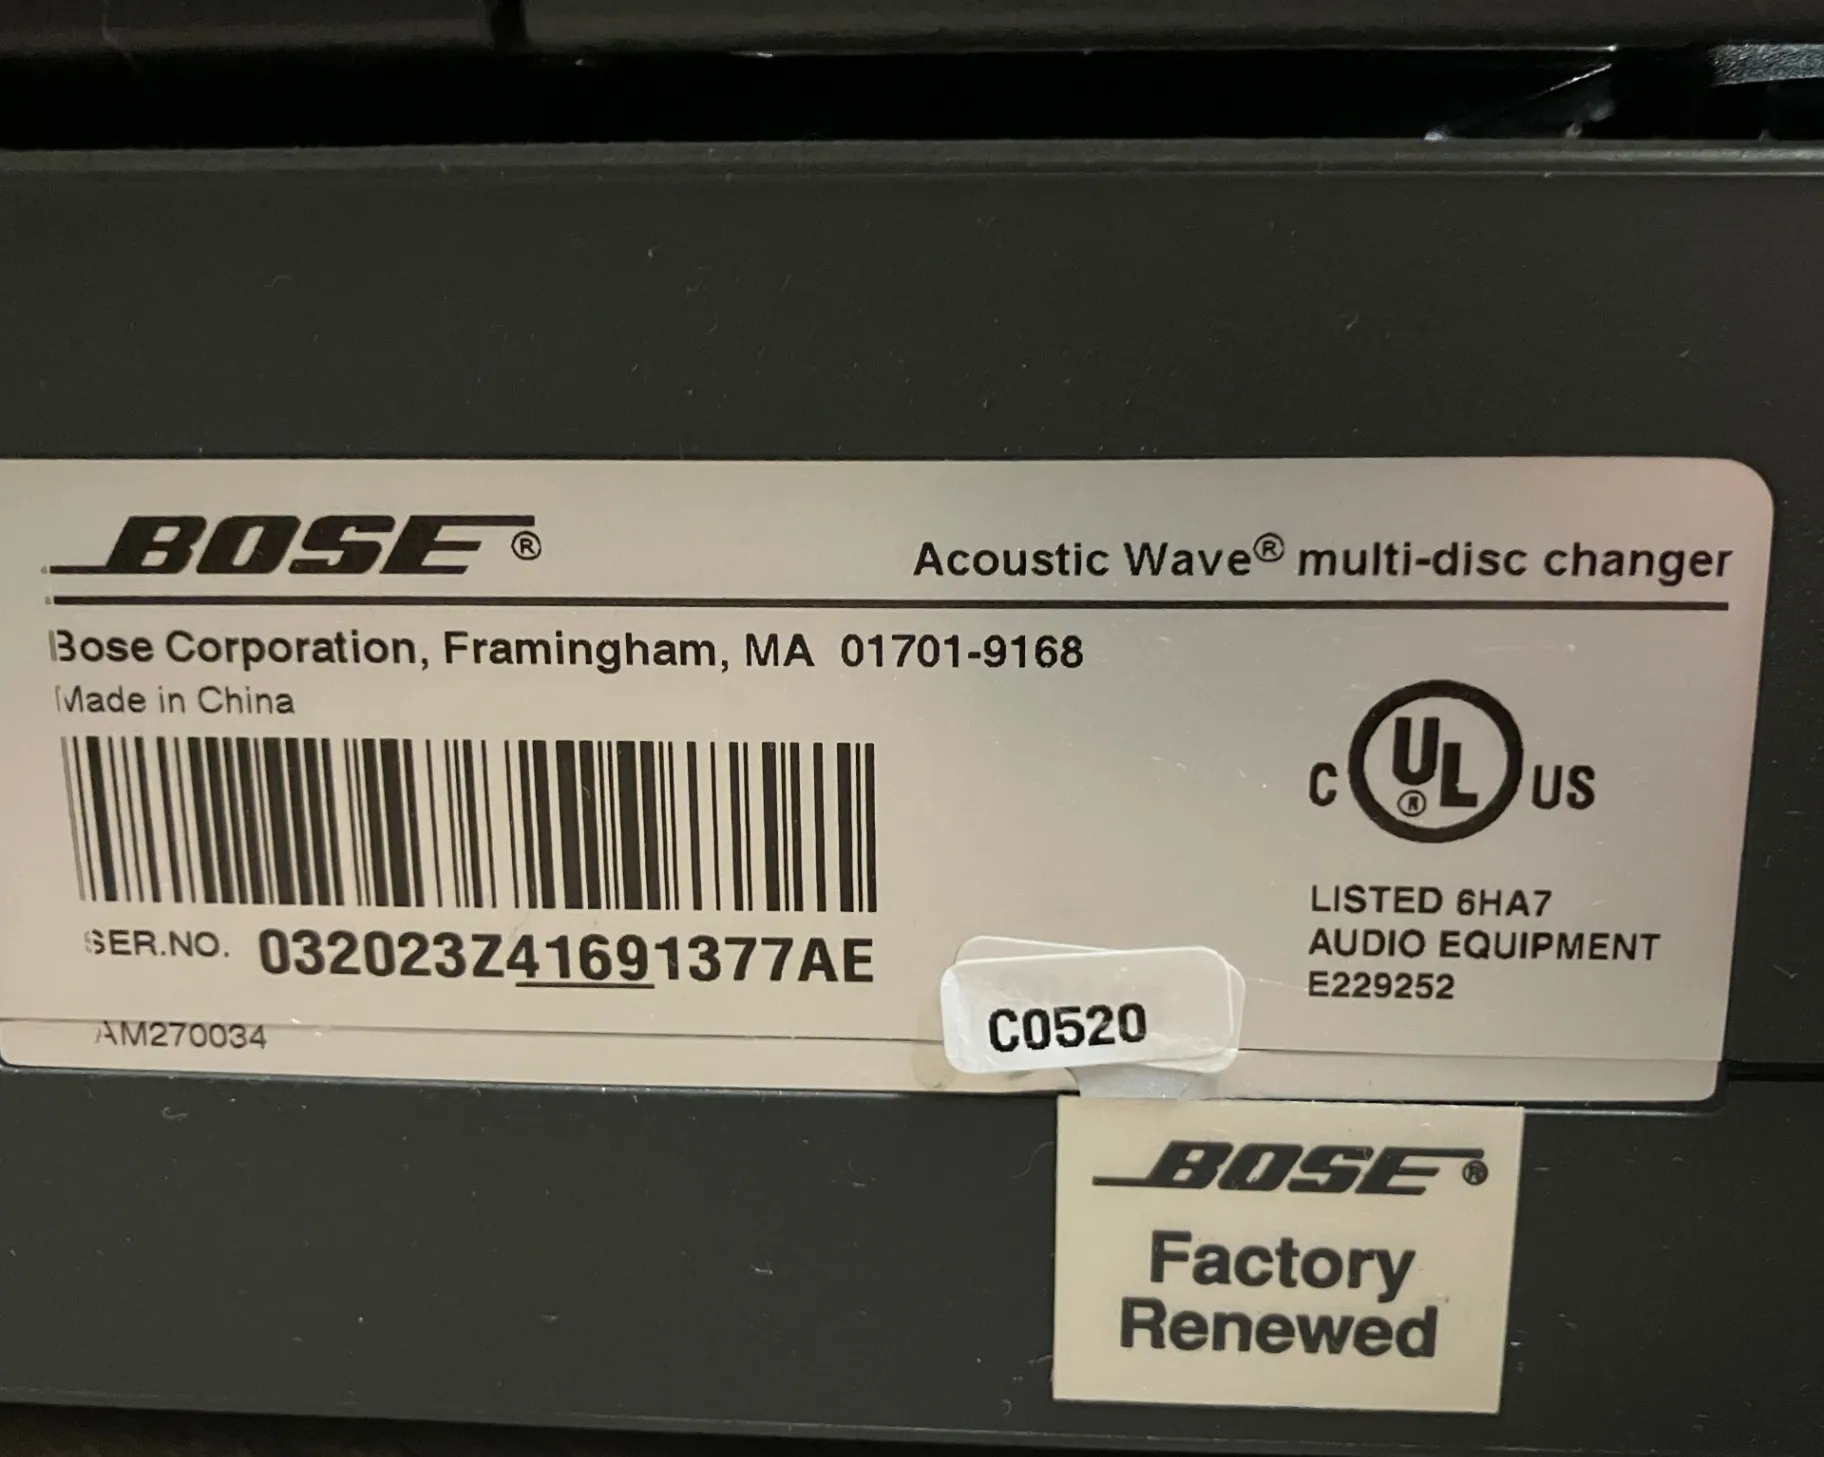 BOSE®
Acoustic Wave® multi-disc changer
Bose Corporation, Framingham, MA 01701-9168
Made in China
C UL® US
SER.NO. 032023Z41691377AE
LISTED 6HA7
AUDIO EQUIPMENT
E229252
AM270034
C0520
BOSE®
Factory
Renewed